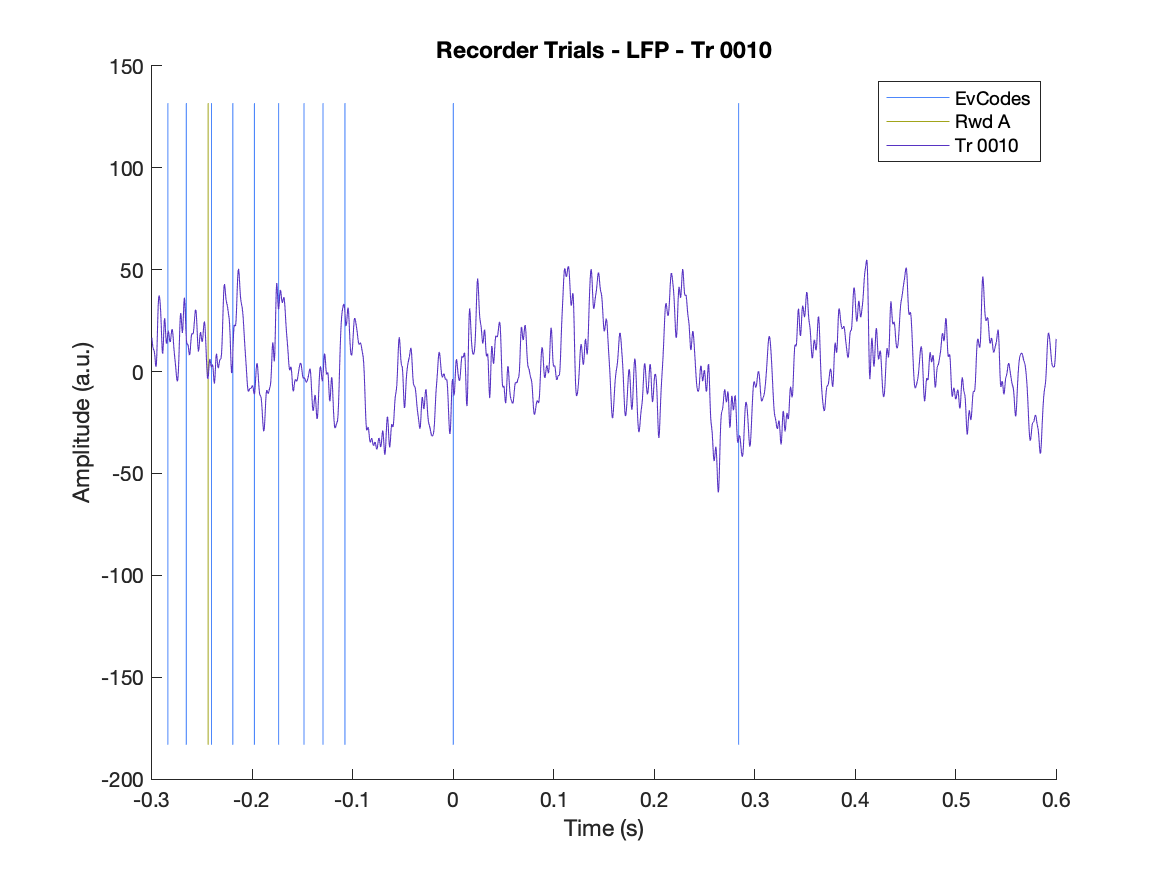 Recorder Trials - LFP - Tr 0010
150
100
50
0
-50
-100
-150
-200
Amplitude (a.u.)
EvCodes
Rwd A
Tr 0010
-0.3 -0.2 -0.1 0 0.1 0.2 0.3 0.4 0.5 0.6
Time (s)